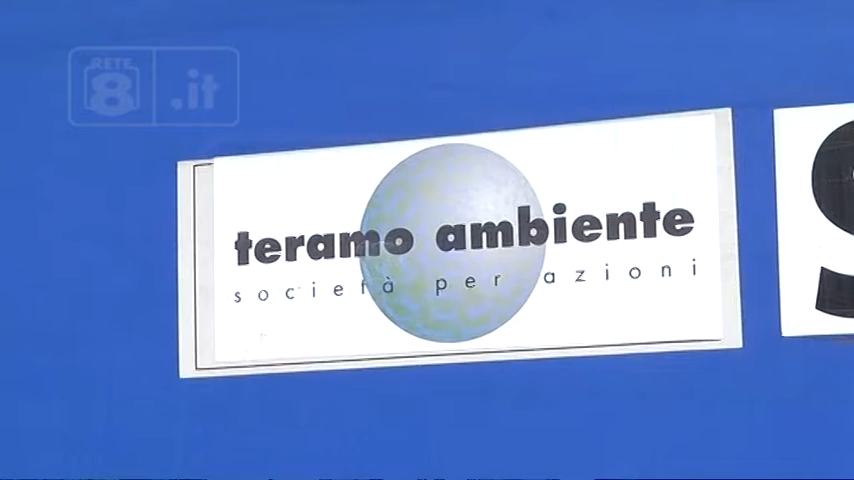 RETE
8 .it
teramo ambiente
società per azioni
S